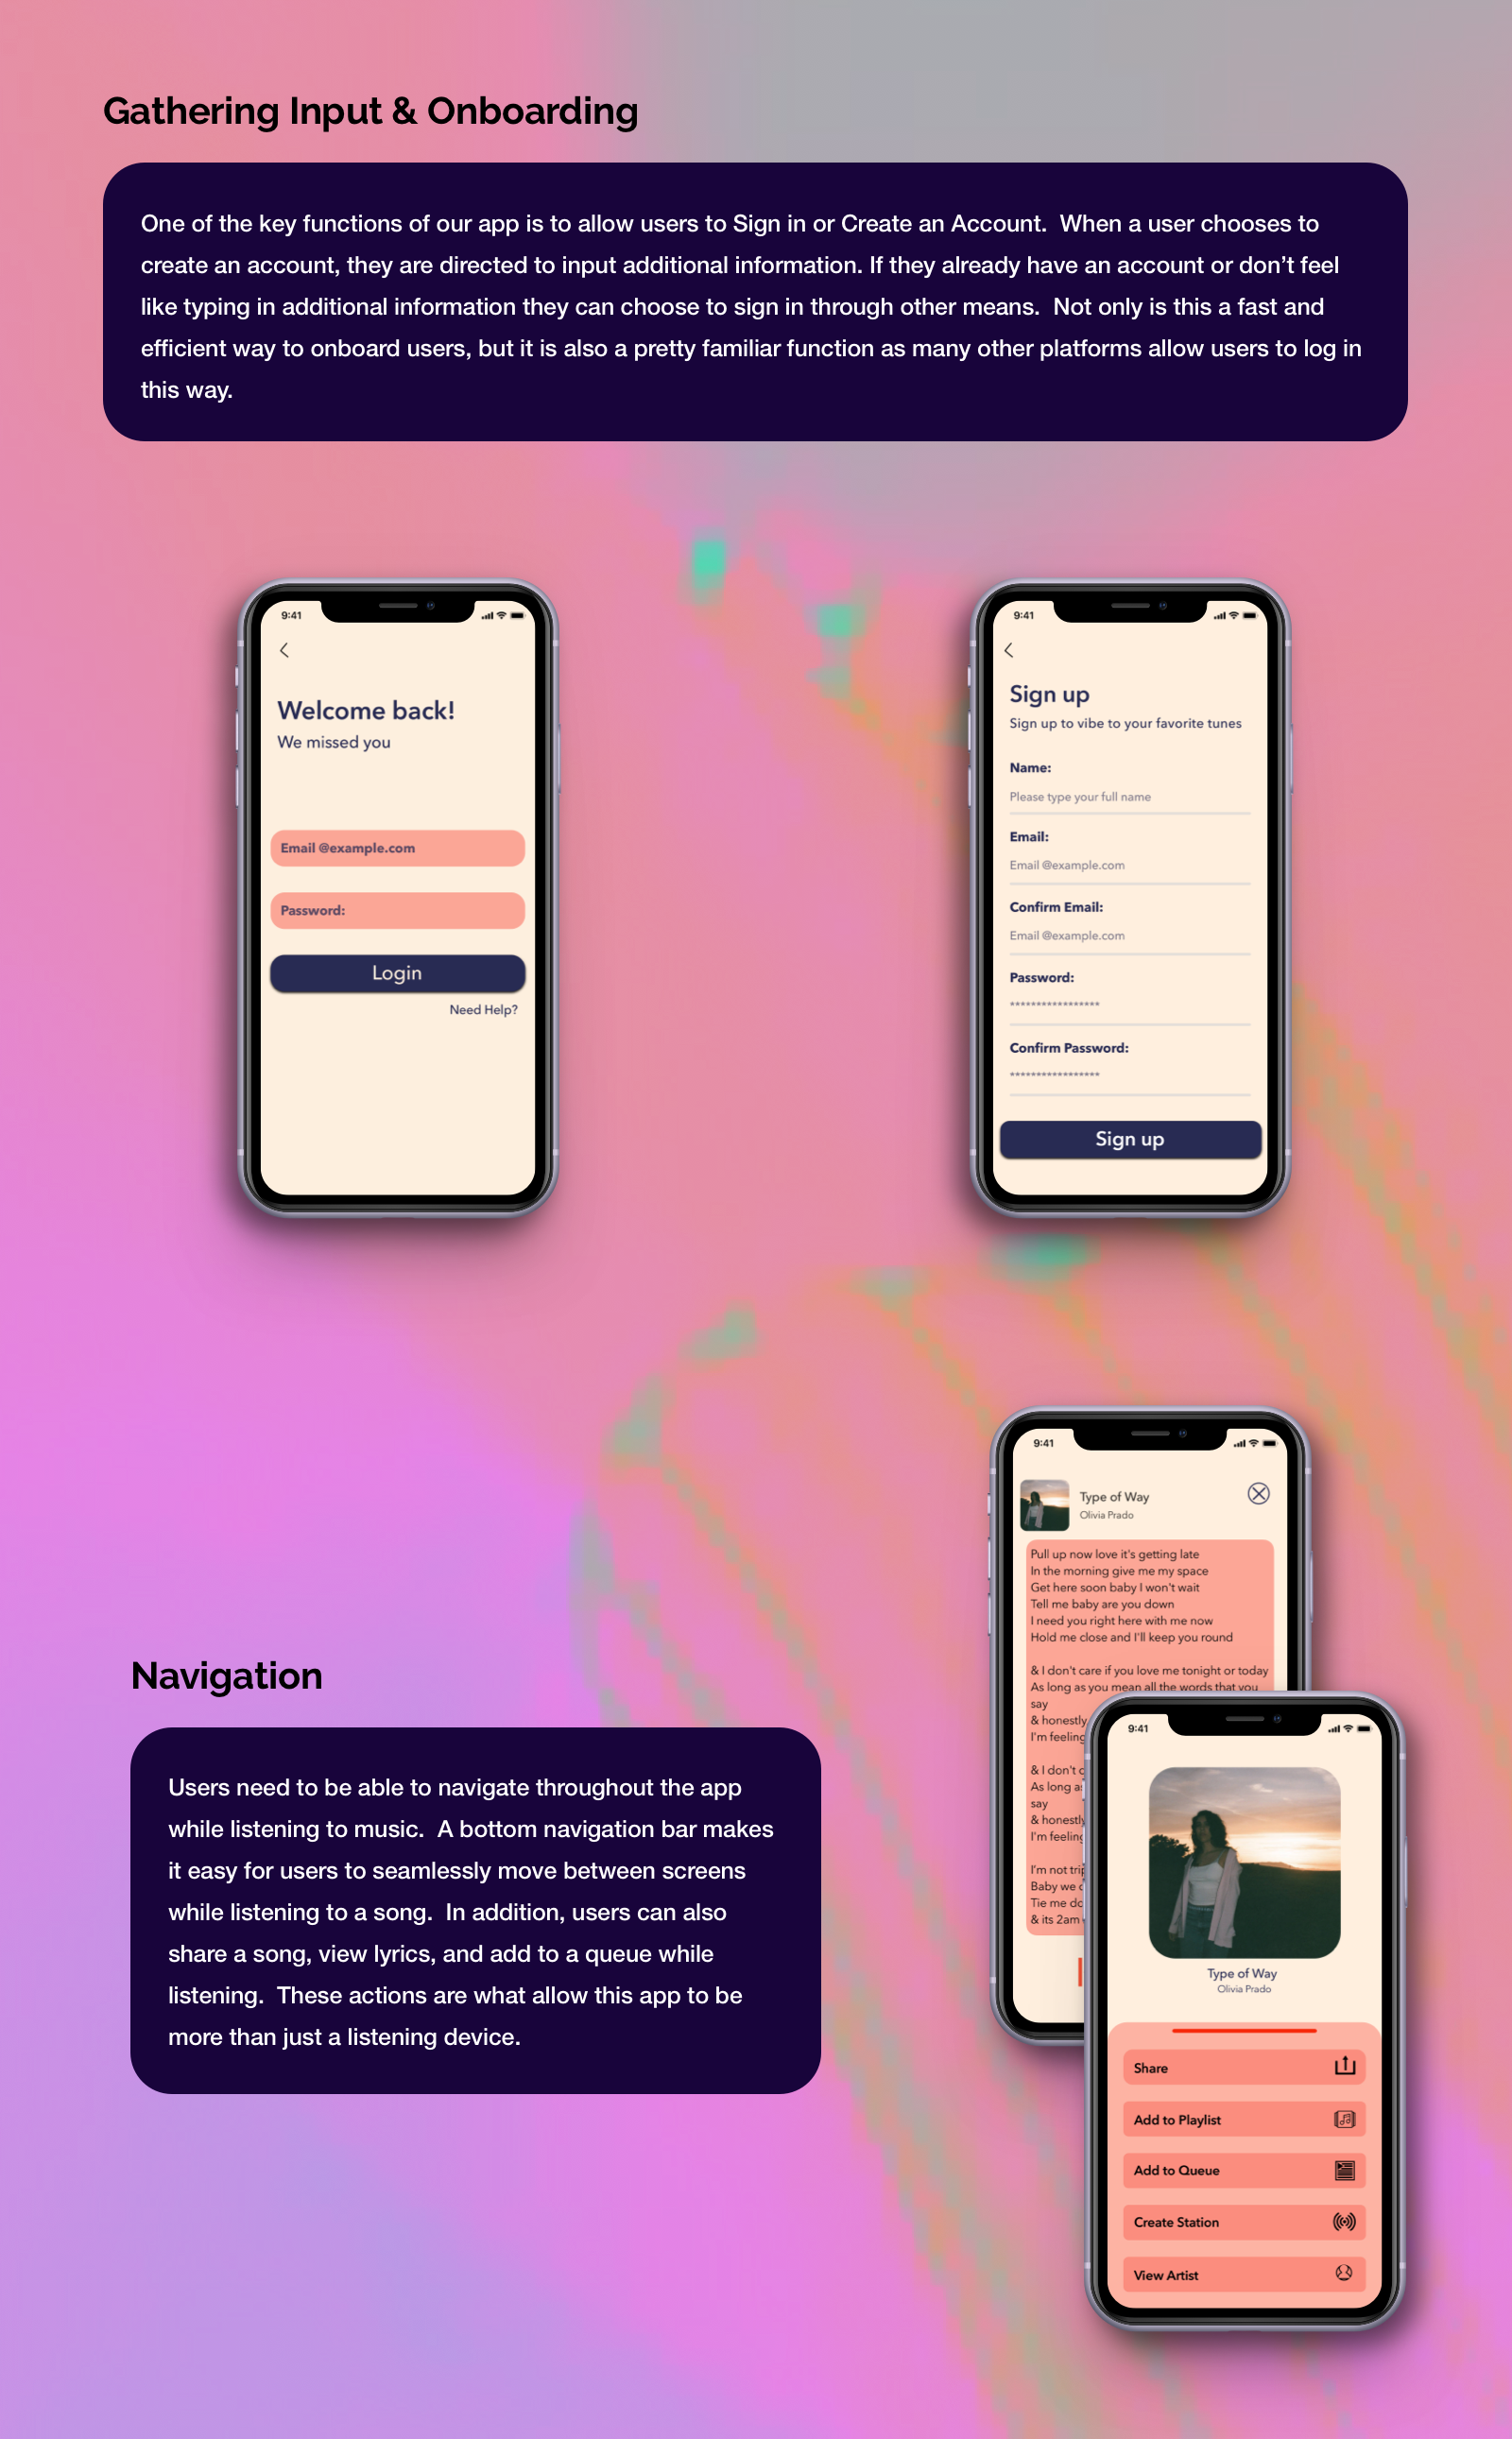 Gathering Input & Onboarding
One of the key functions of our app is to allow users to Sign in or Create an Account.  When a user chooses to
create an account, they are directed to input additional information. If they already have an account or don’t feel
like typing in additional information they can choose to sign in through other means.  Not only is this a fast and
efficient way to onboard users, but it is also a pretty familiar function as many other platforms allow users to log in
this way.
9:41
Welcome back!
We missed you
Email @example.com
Password:
Login
Need Help?
9:41
Sign up
Sign up to vibe to your favorite tunes
Name:
Please type your full name
Email:
Email @example.com
Confirm Email:
Email @example.com
Password:
*****************
Confirm Password:
*****************
Sign up
Navigation
Users need to be able to navigate throughout the app
while listening to music.  A bottom navigation bar makes
it easy for users to seamlessly move between screens
while listening to a song.  In addition, users can also
share a song, view lyrics, and add to a queue while
listening.  These actions are what allow this app to be
more than just a listening device.
9:41
Type of Way
Olivia Prado
Pull up now love it's getting late
In the morning give me my space
Get here soon baby I won't wait
Tell me baby are you down
I need you right here with me now
Hold me close and I'll keep you round
& I don't care if you love me tonight or today
As long as you mean all the words that you
say
& honestly
I'm feeling
& I don't
As long as
say
& honestly
I'm feeling
I'm not
Baby we
Tie me
& its 2am
9:41
Type of Way
Olivia Prado
Share
Add to Playlist
Add to Queue
Create Station
View Artist